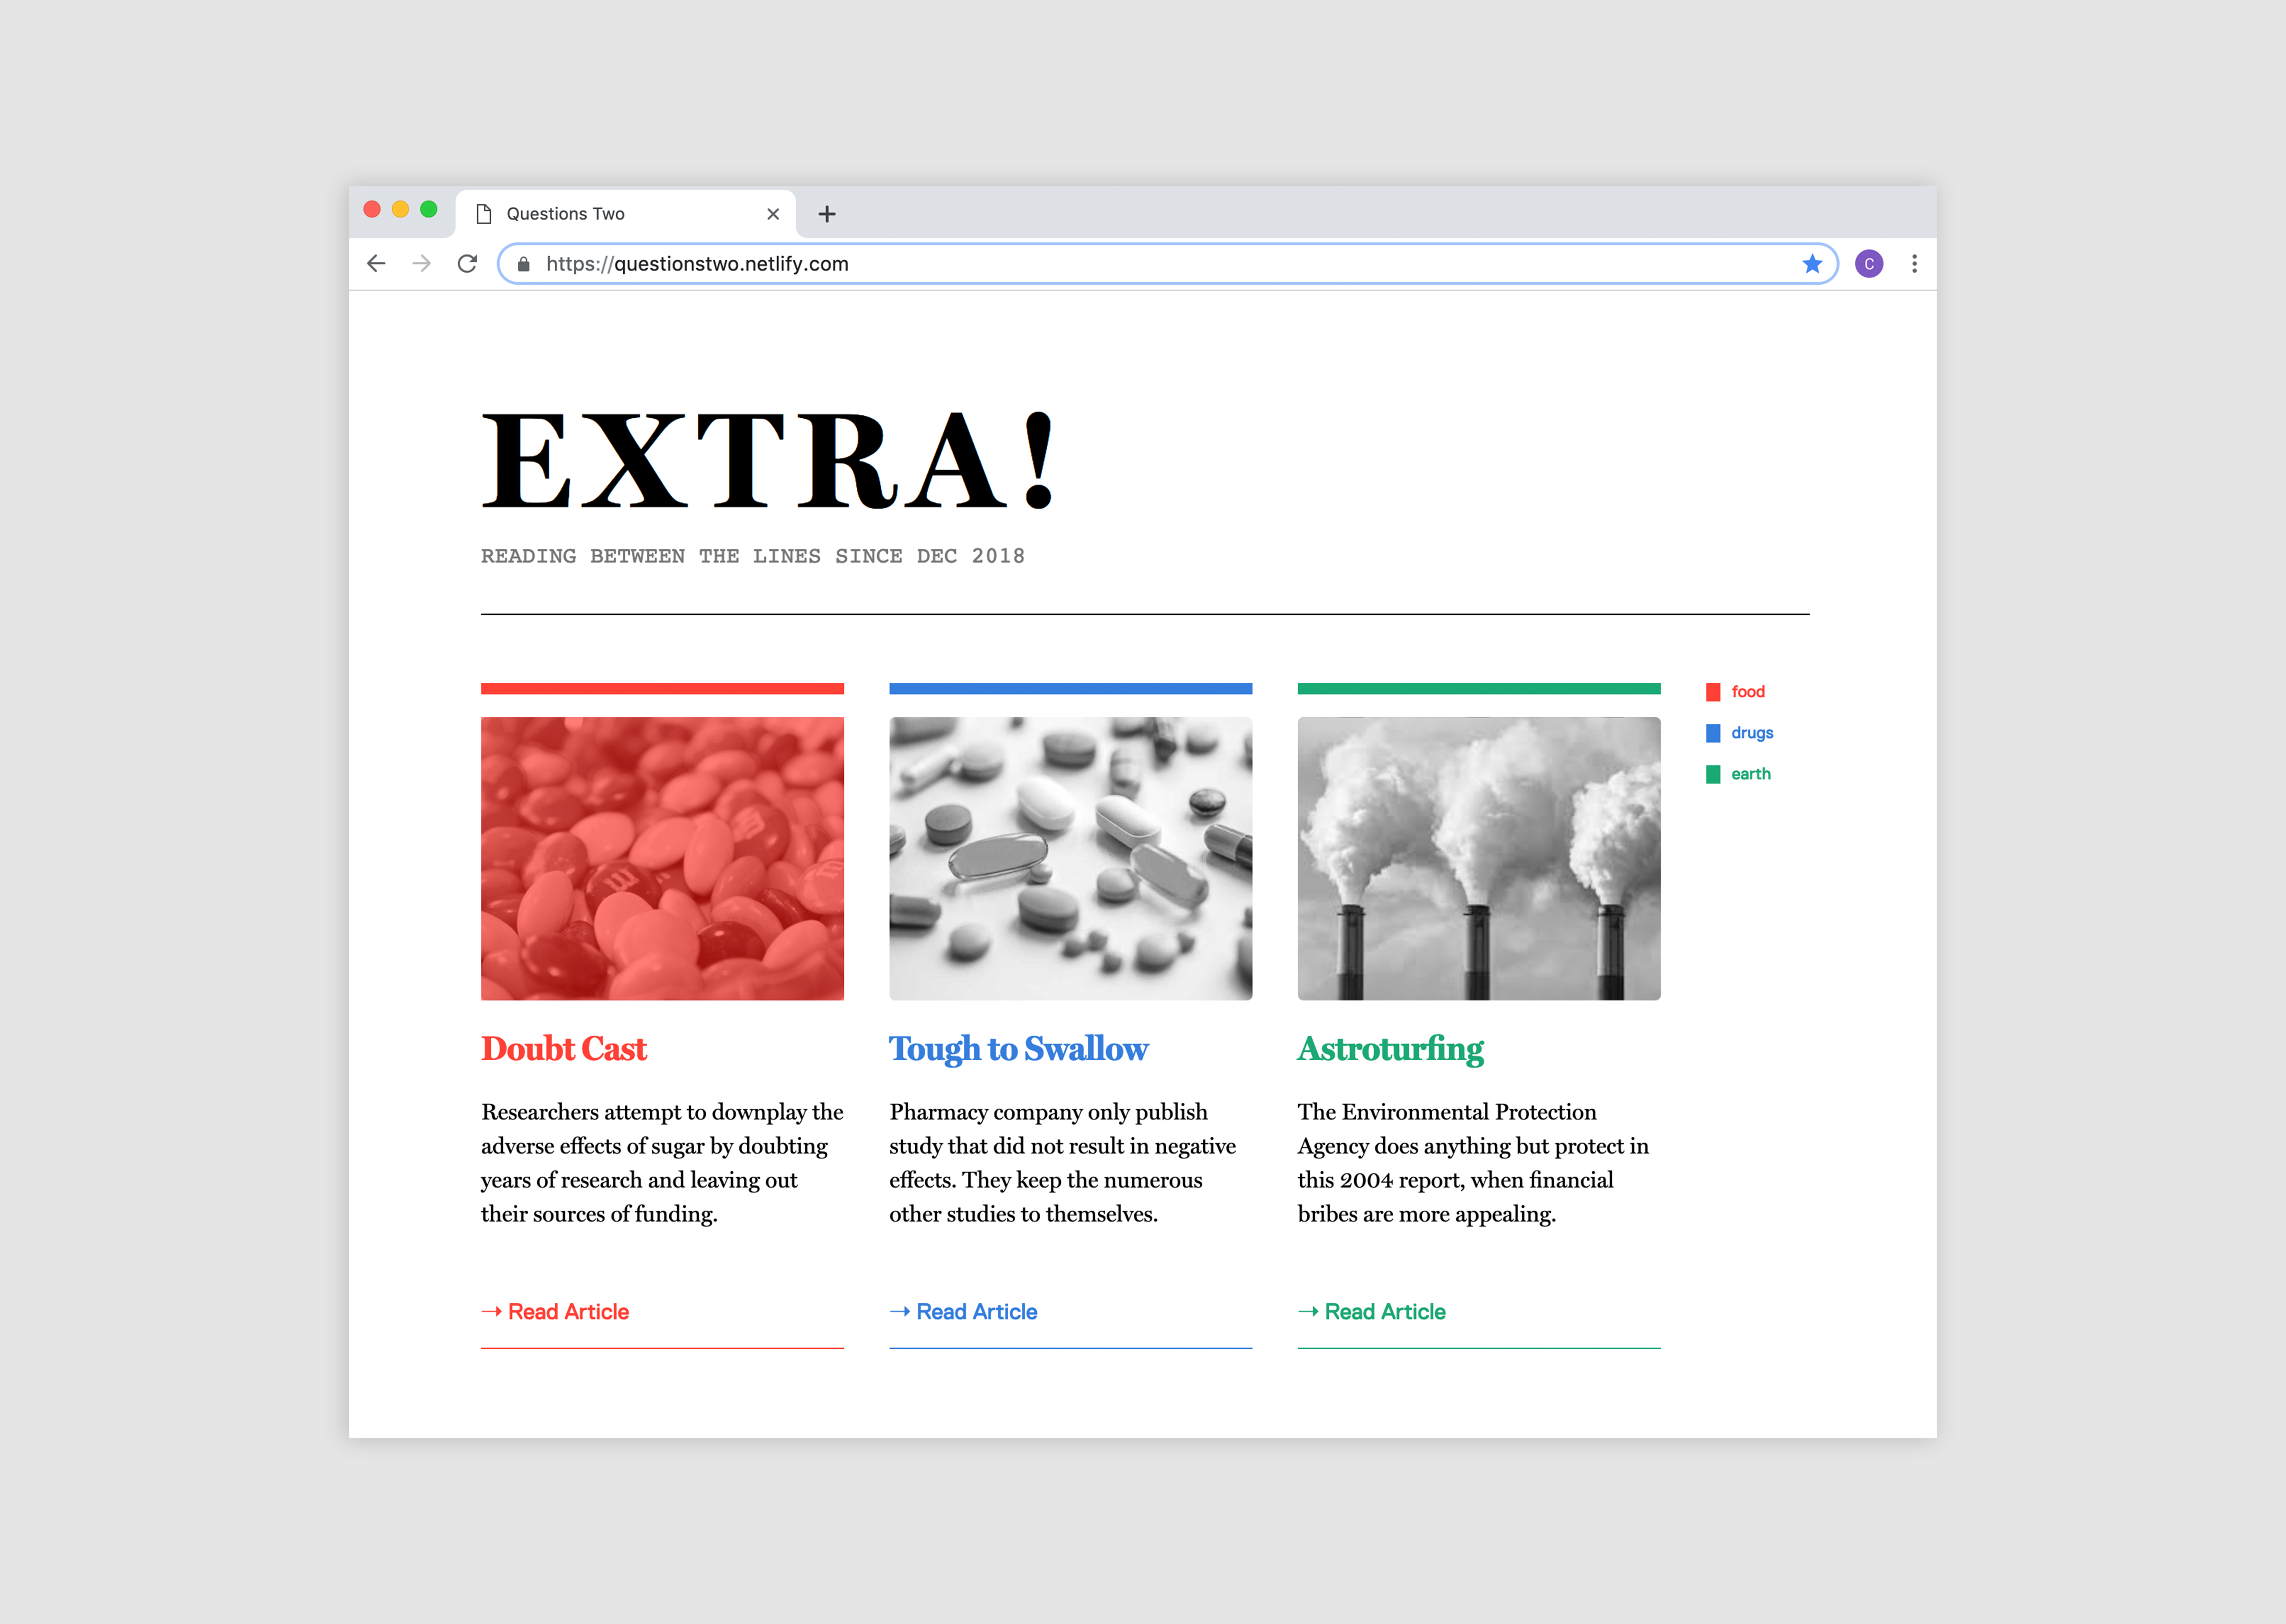 Questions Two
https://questionstwo.netlify.com
C
EXTRA!
READING BETWEEN THE LINES SINCE DEC 2018
food
drugs
earth
m
m
m
Doubt Cast
Researchers attempt to downplay the
adverse effects of sugar by doubting
years of research and leaving out
their sources of funding.
→ Read Article
Tough to Swallow
Pharmacy company only publish
study that did not result in negative
effects. They keep the numerous
other studies to themselves.
→ Read Article
Astroturfing
The Environmental Protection
Agency does anything but protect in
this 2004 report, when financial
bribes are more appealing.
→ Read Article